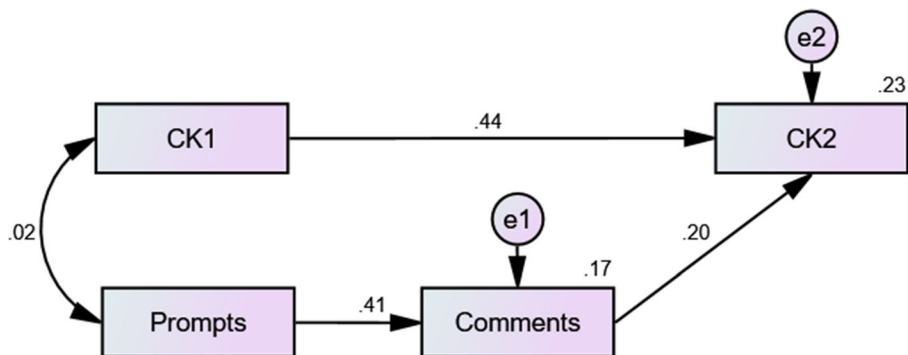 e2
.23
CK1
.44
CK2
e1
.02
.20
.17
Prompts
.41
Comments